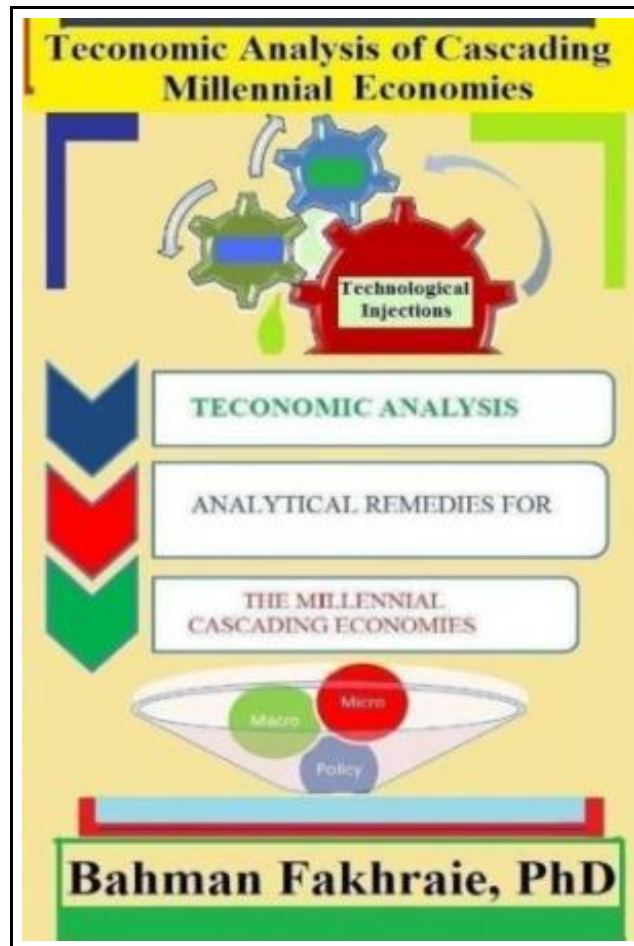 Teconomic Analysis of Cascading
Millennial Economies
Technological
Injections
TECONOMIC ANALYSIS
ANALYTICAL REMEDIES FOR
THE MILLENNIAL
CASCADING ECONOMIES
Micro
Macro
Policy
Bahman Fakhraie, PhD